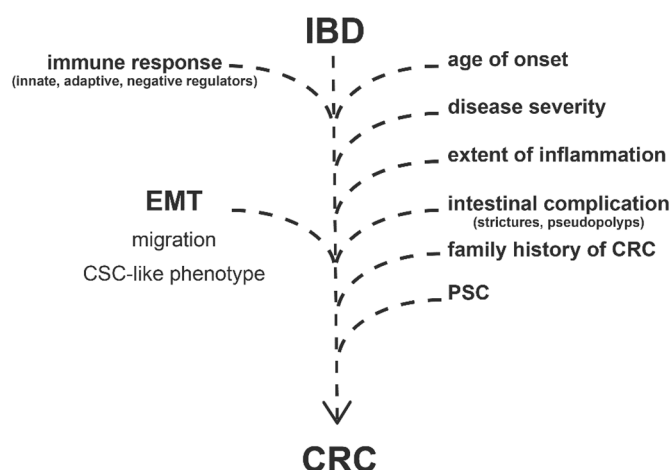 IBD
immune response
(innate, adaptive, negative regulators)
age of onset
disease severity
extent of inflammation
EMT
migration
CSC-like phenotype
intestinal complication
(strictures, pseudopolyps)
family history of CRC
PSC
CRC